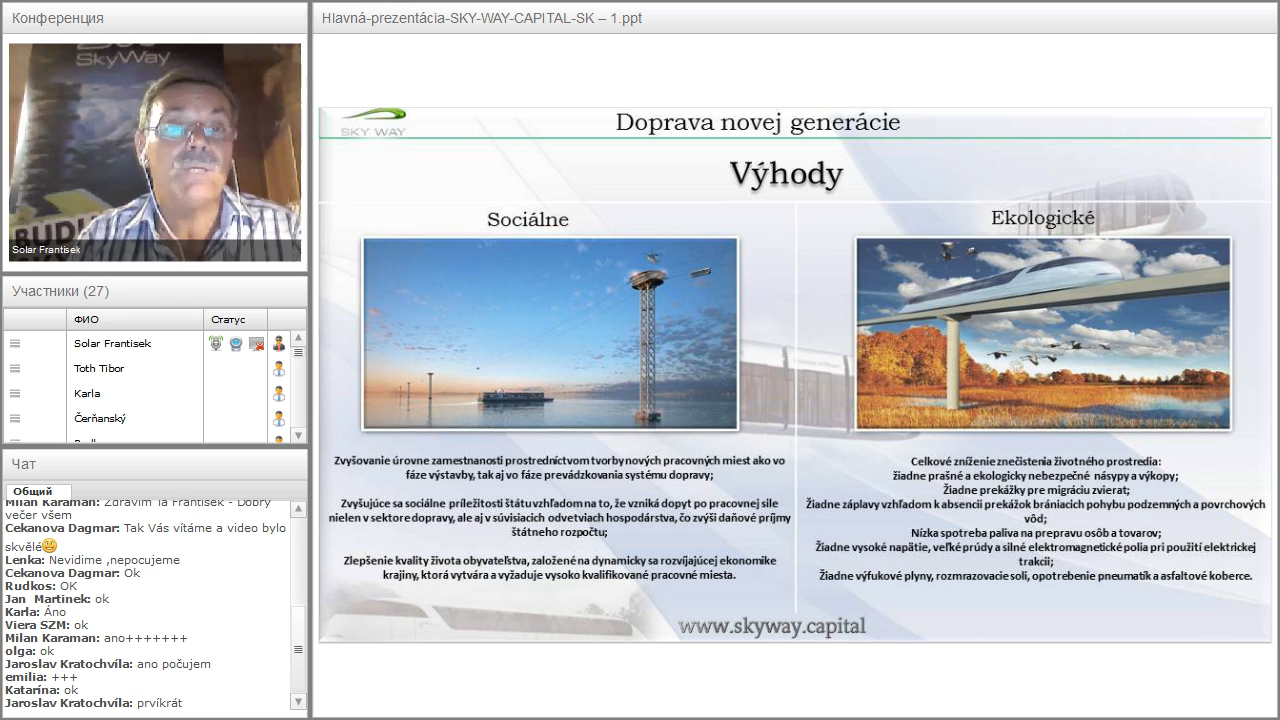 Конференция
SkyWay
BUDI
Solar Frantisek
Участники (27)
ФИО
Статус
Solar Frantisek
Toth Tibor
Karla
Čerňanský
Чат
Общий
Milan Karaman: Zdravím Ťa František - Dobrý
večer všem
Cekanova Dagmar: Tak Vás vítáme a video bylo
skvělé
Lenka: Nevidime ,nepocujeme
Cekanova Dagmar: Ok
Rudkos: OK
Jan Martinek: ok
Karla: Áno
Viera SZM: ok
Milan Karaman: ano+++++++
olga: ok
Jaroslav Kratochvíla: ano počujem
emilia: +++
Katarína: ok
Jaroslav Kratochvíla: prvíkrát
Hlavná-prezentácia-SKY-WAY-CAPITAL-SK – 1.ppt
SKY WAY
Doprava novej generácie
Výhody
Sociálne
Zvyšovanie úrovne zamestnanosti prostredníctvom tvorby nových pracovných miest ako vo
fáze výstavby, tak aj vo fáze prevádzkovania systému dopravy;
Zvyšujúce sa sociálne príležitosti štátu vzhľadom na to, že vzniká dopyt po pracovnej sile
nielen v sektore dopravy, ale aj v súvisiacich odvetviach hospodárstva, čo zvýši daňové príjmy
štátneho rozpočtu;
Zlepšenie kvality života obyvateľstva, založené na dynamicky sa rozvíjajúcej ekonomike
krajiny, ktorá vytvára a vyžaduje vysoko kvalifikované pracovné miesta.
Ekologické
Celkové zníženie znečistenia životného prostredia:
žiadne prašné a ekologicky nebezpečné násypy a výkopy;
Žiadne prekážky pre migráciu zvierat;
Žiadne záplavy vzhľadom k absencii prekážok brániacich pohybu podzemných a povrchových
vôd;
Nízka spotreba paliva na prepravu osôb a tovarov;
Žiadne vysoké napätie, veľké prúdy a silné elektromagnetické polia pri použití elektrickej
trakcii;
Žiadne výfukové plyny, rozmrazovacie soli, opotrebenie pneumatík a asfaltové koberce.
www.skyway.capital